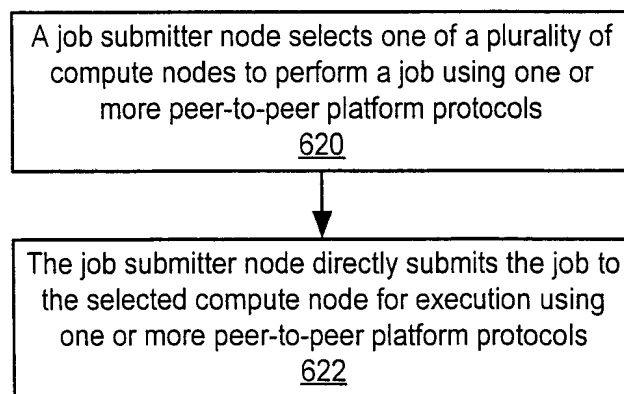 A job submitter node selects one of a plurality of
compute nodes to perform a job using one or
more peer-to-peer platform protocols
620
The job submitter node directly submits the job to
the selected compute node for execution using
one or more peer-to-peer platform protocols
622